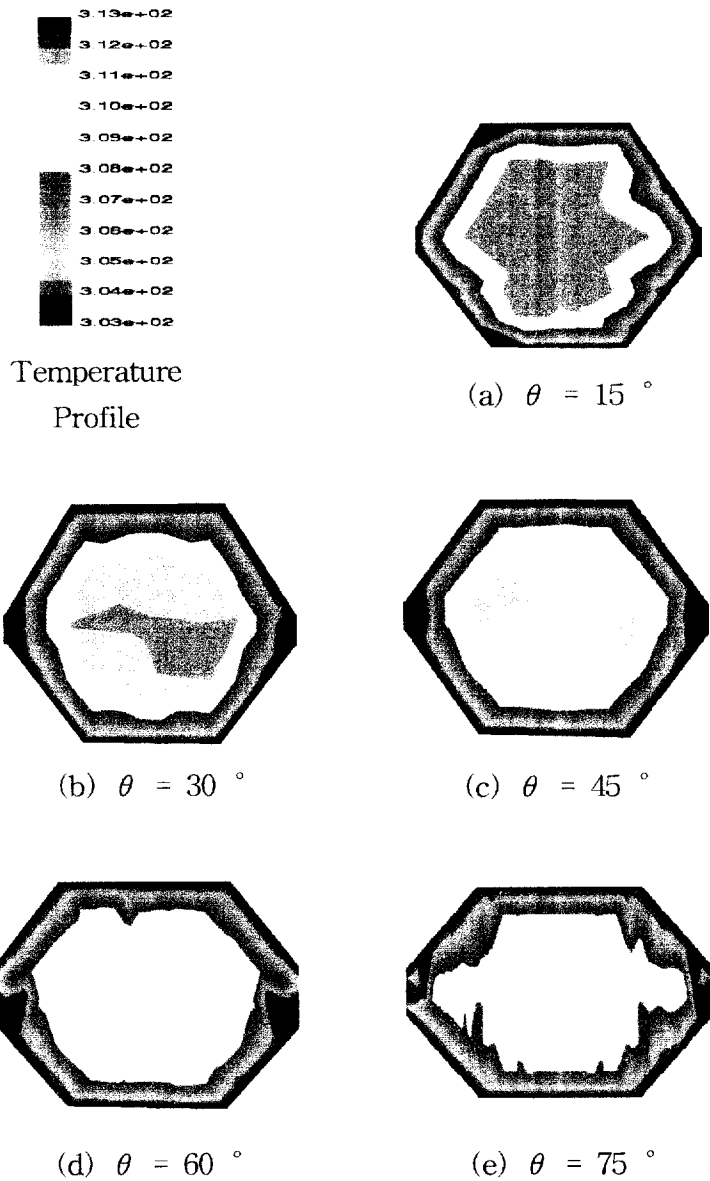 3.13e+02
3.12e+02
3.11e+02
3.10e+02
3.09e+02
3.08e+02
3.07e+02
3.06e+02
3.05e+02
3.04e+02
3.03e+02
Temperature
Profile
(a) θ = 15 °
(b) θ = 30 °
(c) θ = 45 °
(d) θ = 60 °
(e) θ = 75 °